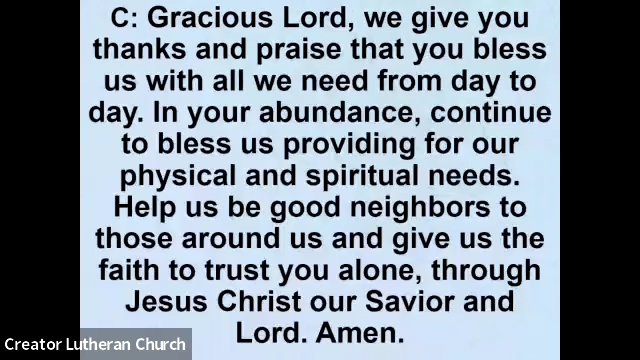 C: Gracious Lord, we give you
thanks and praise that you bless
us with all we need from day to
day. In your abundance, continue
to bless us providing for our
physical and spiritual needs.
Help us be good neighbors to
those around us and give us the
faith to trust you alone, through
Jesus Christ our Savior and
Lord. Amen.
Creator Lutheran Church